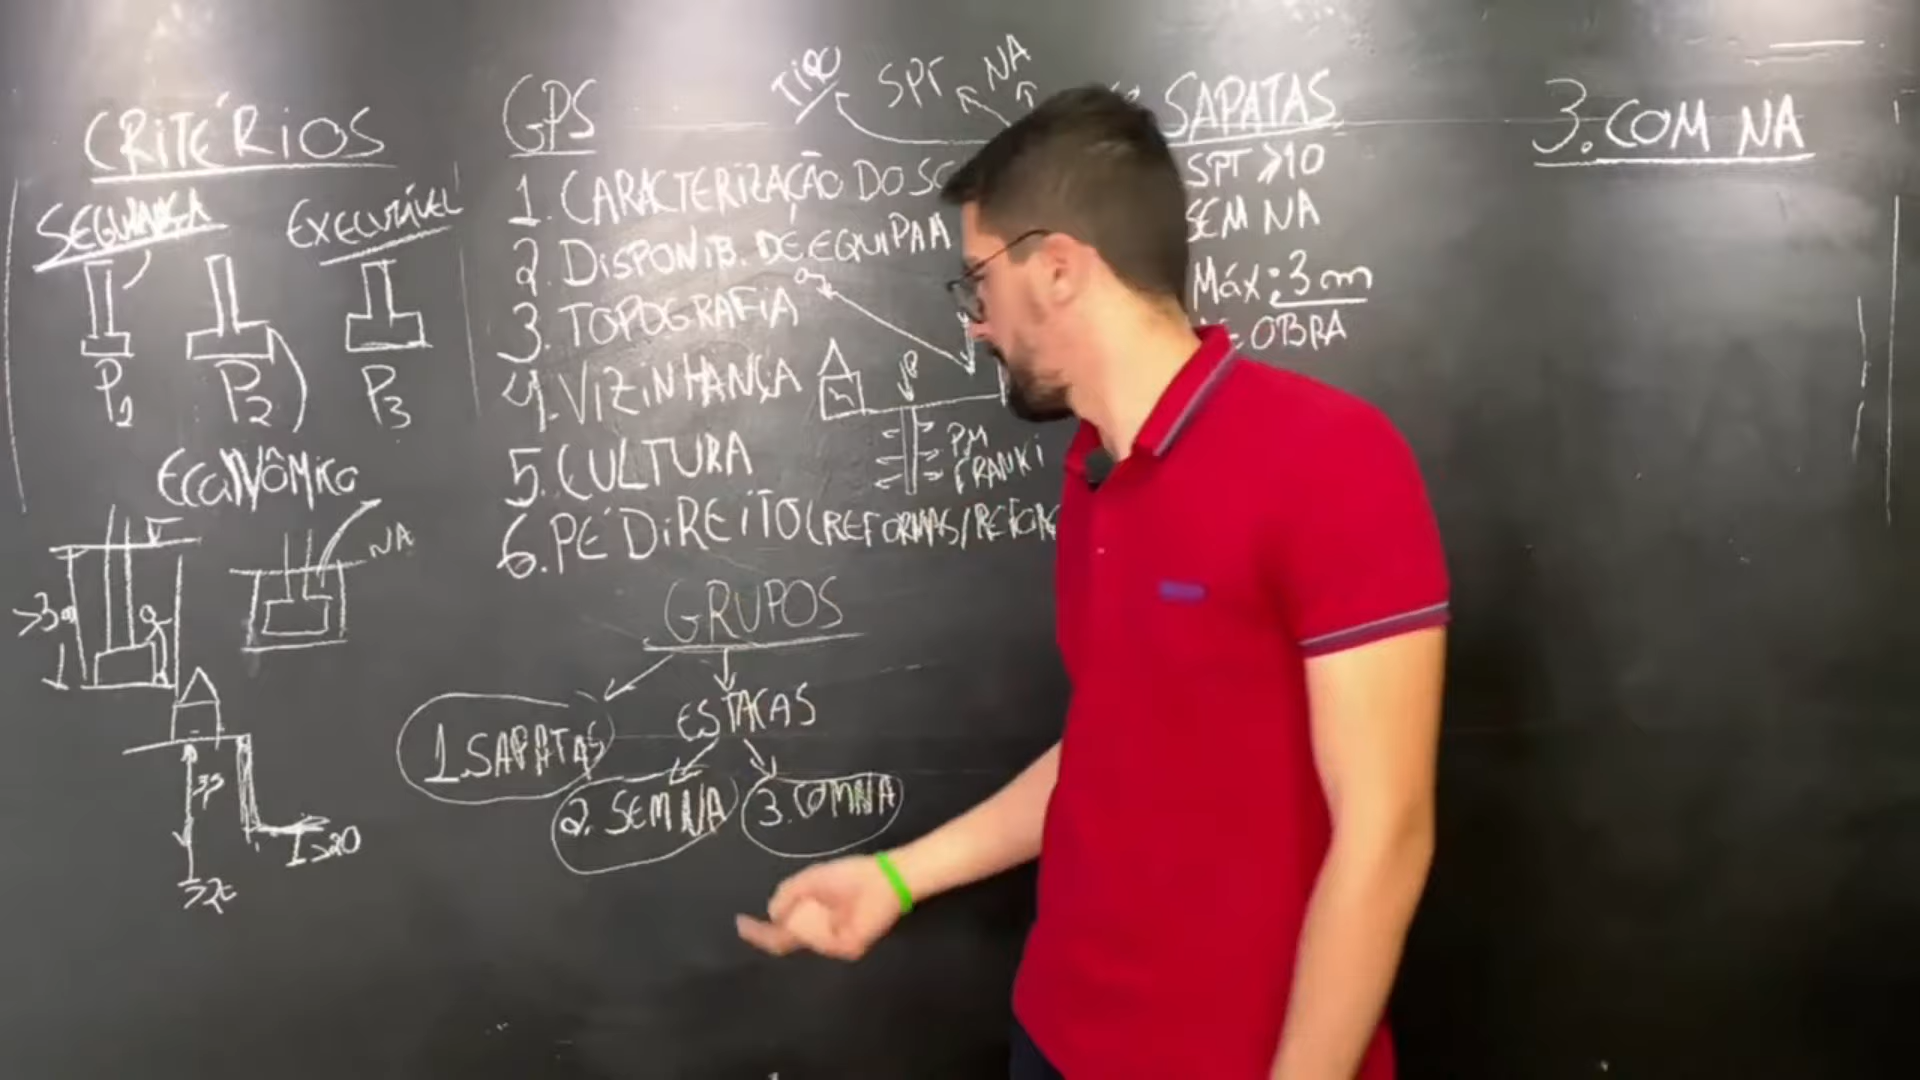 CRITÉRIOS
SEGURANÇA
EXECUTÁVEL
P1
P2
P3
ECONÔMICO
>3m
NA
GPS
TIPO
SPT
NA
1. CARACTERIZAÇÃO DO
2. DISPONIB. DE EQUIPAM
3. TOPOGRAFIA
4. VIZINHANÇA
5. CULTURA
6. PÉ DIREITO (REFORMAS/
PM
FRANKI
GRUPOS
1. SAPATAS
ESTACAS
2. SEM NA
3. COM NA
SAPATAS
SPT ≥10
SEM NA
Máx: 3 m
OBRA
3. COM NA